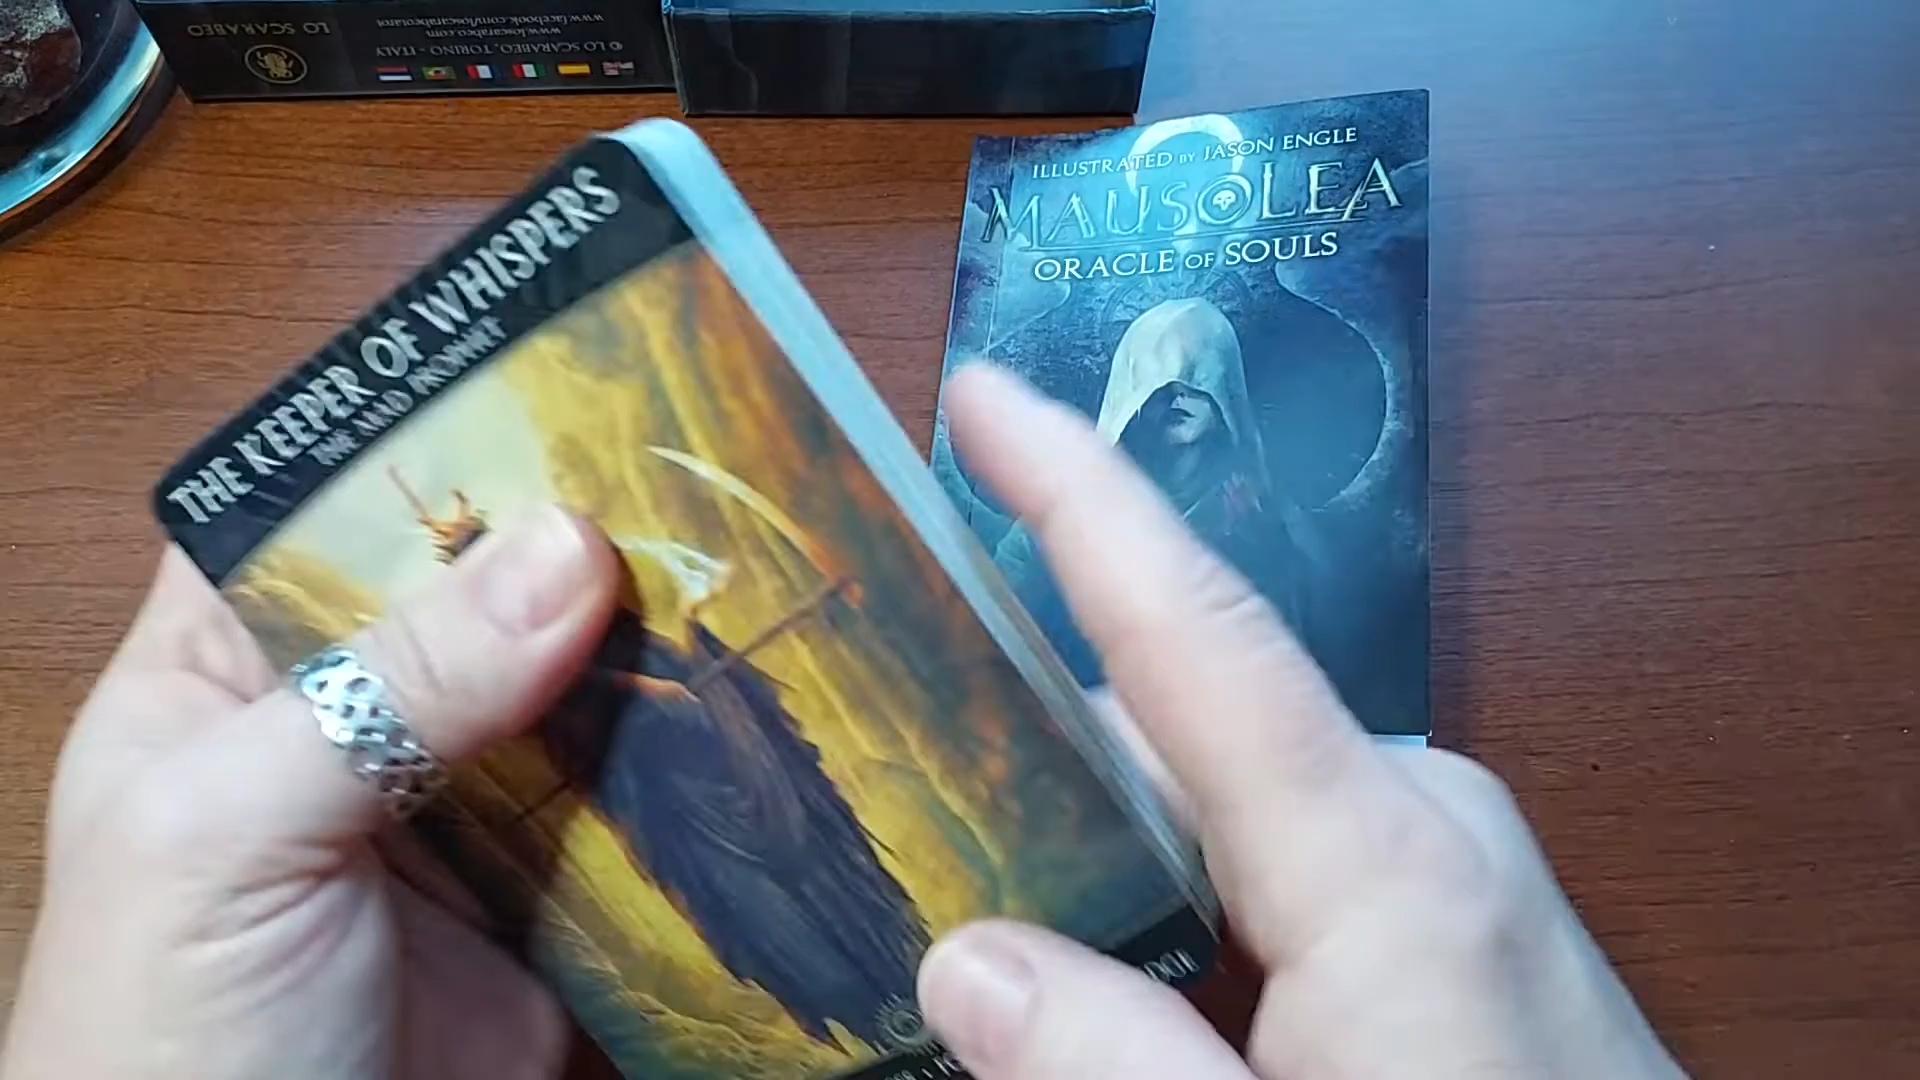 LO SCARABEO
© LO SCARABEO, TORINO - ITALY
www.loscarabeo.com
www.facebook.com/loscarabeotarot
ILLUSTRATED BY JASON ENGLE
MAUSOLEA
ORACLE OF SOULS
THE KEEPER OF WHISPERS
AND